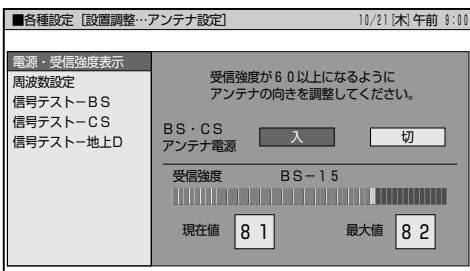 ■各種設定［設置調整…アンテナ設定］ 10/21［木］午前 9:00
電源・受信強度表示
周波数設定
信号テスト－ＢＳ
信号テスト－ＣＳ
信号テスト－地上Ｄ
受信強度が６０以上になるように
アンテナの向きを調整してください。
ＢＳ・ＣＳ
アンテナ電源
入
切
受信強度 ＢＳ－１５
現在値 ８１ 最大値 ８２